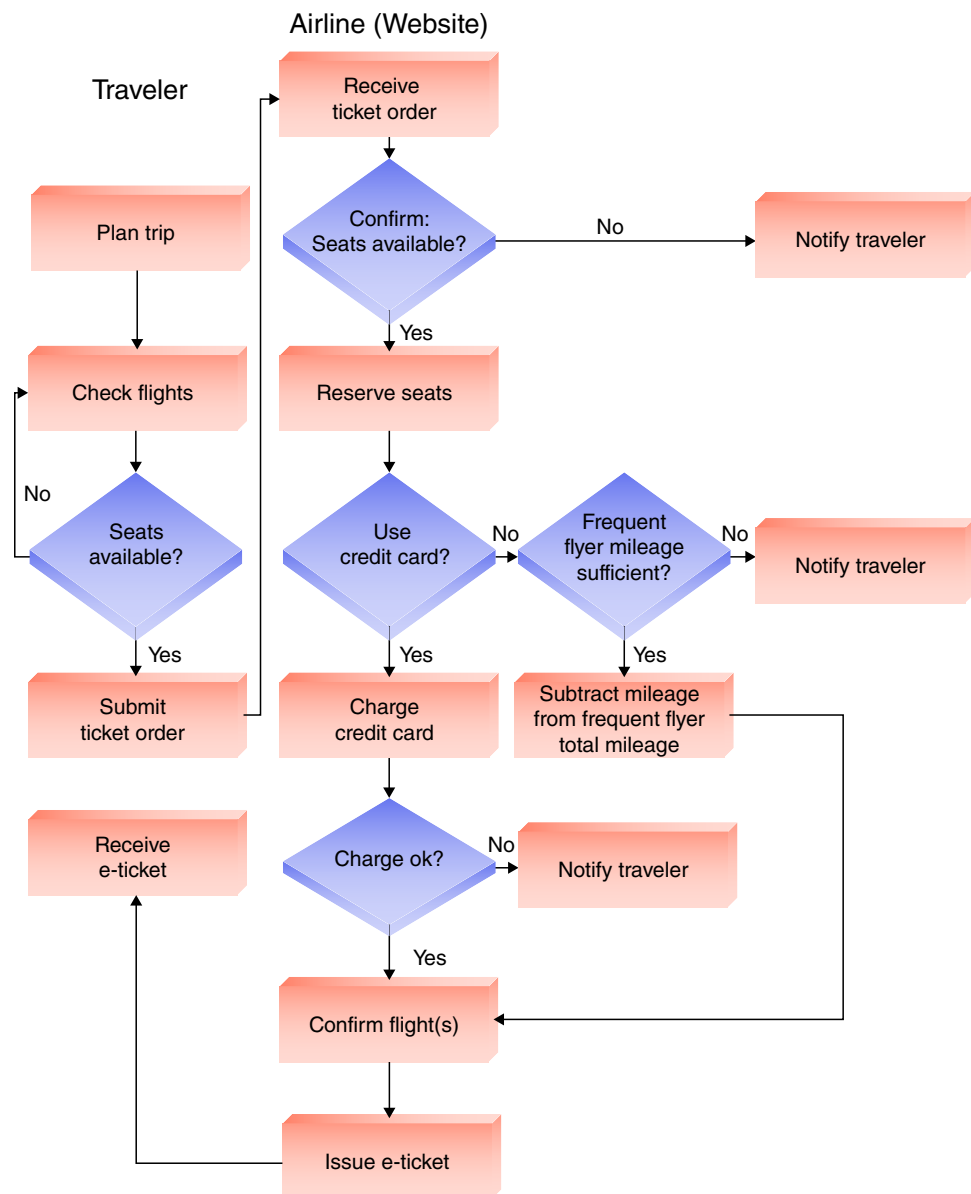 Airline (Website)
Traveler
Receive
ticket order
Plan trip
Confirm:
Seats available?
No
Notify traveler
Yes
Check flights
Reserve seats
No
Seats
available?
Use
credit card?
No
Frequent
flyer mileage
sufficient?
No
Notify traveler
Yes
Yes
Yes
Submit
ticket order
Charge
credit card
Subtract mileage
from frequent flyer
total mileage
Receive
e-ticket
Charge ok?
No
Notify traveler
Yes
Confirm flight(s)
Issue e-ticket